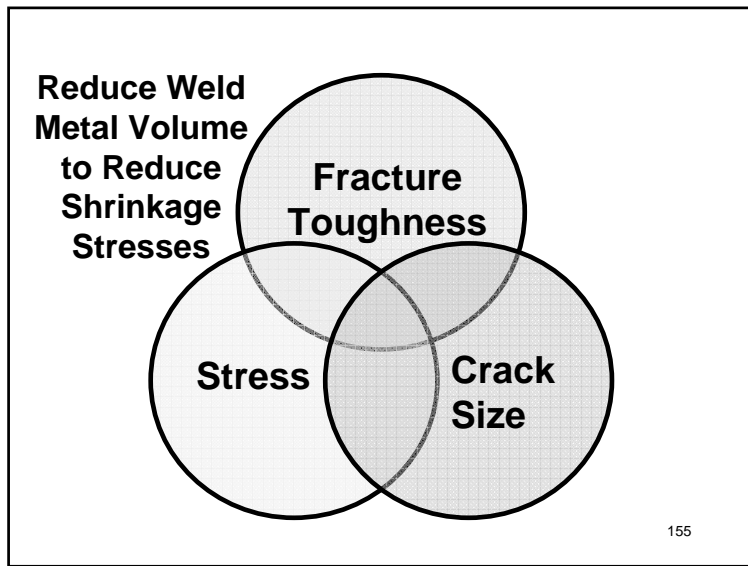 Reduce Weld
Metal Volume
to Reduce
Shrinkage
Stresses
Fracture
Toughness
Stress
Crack
Size
155